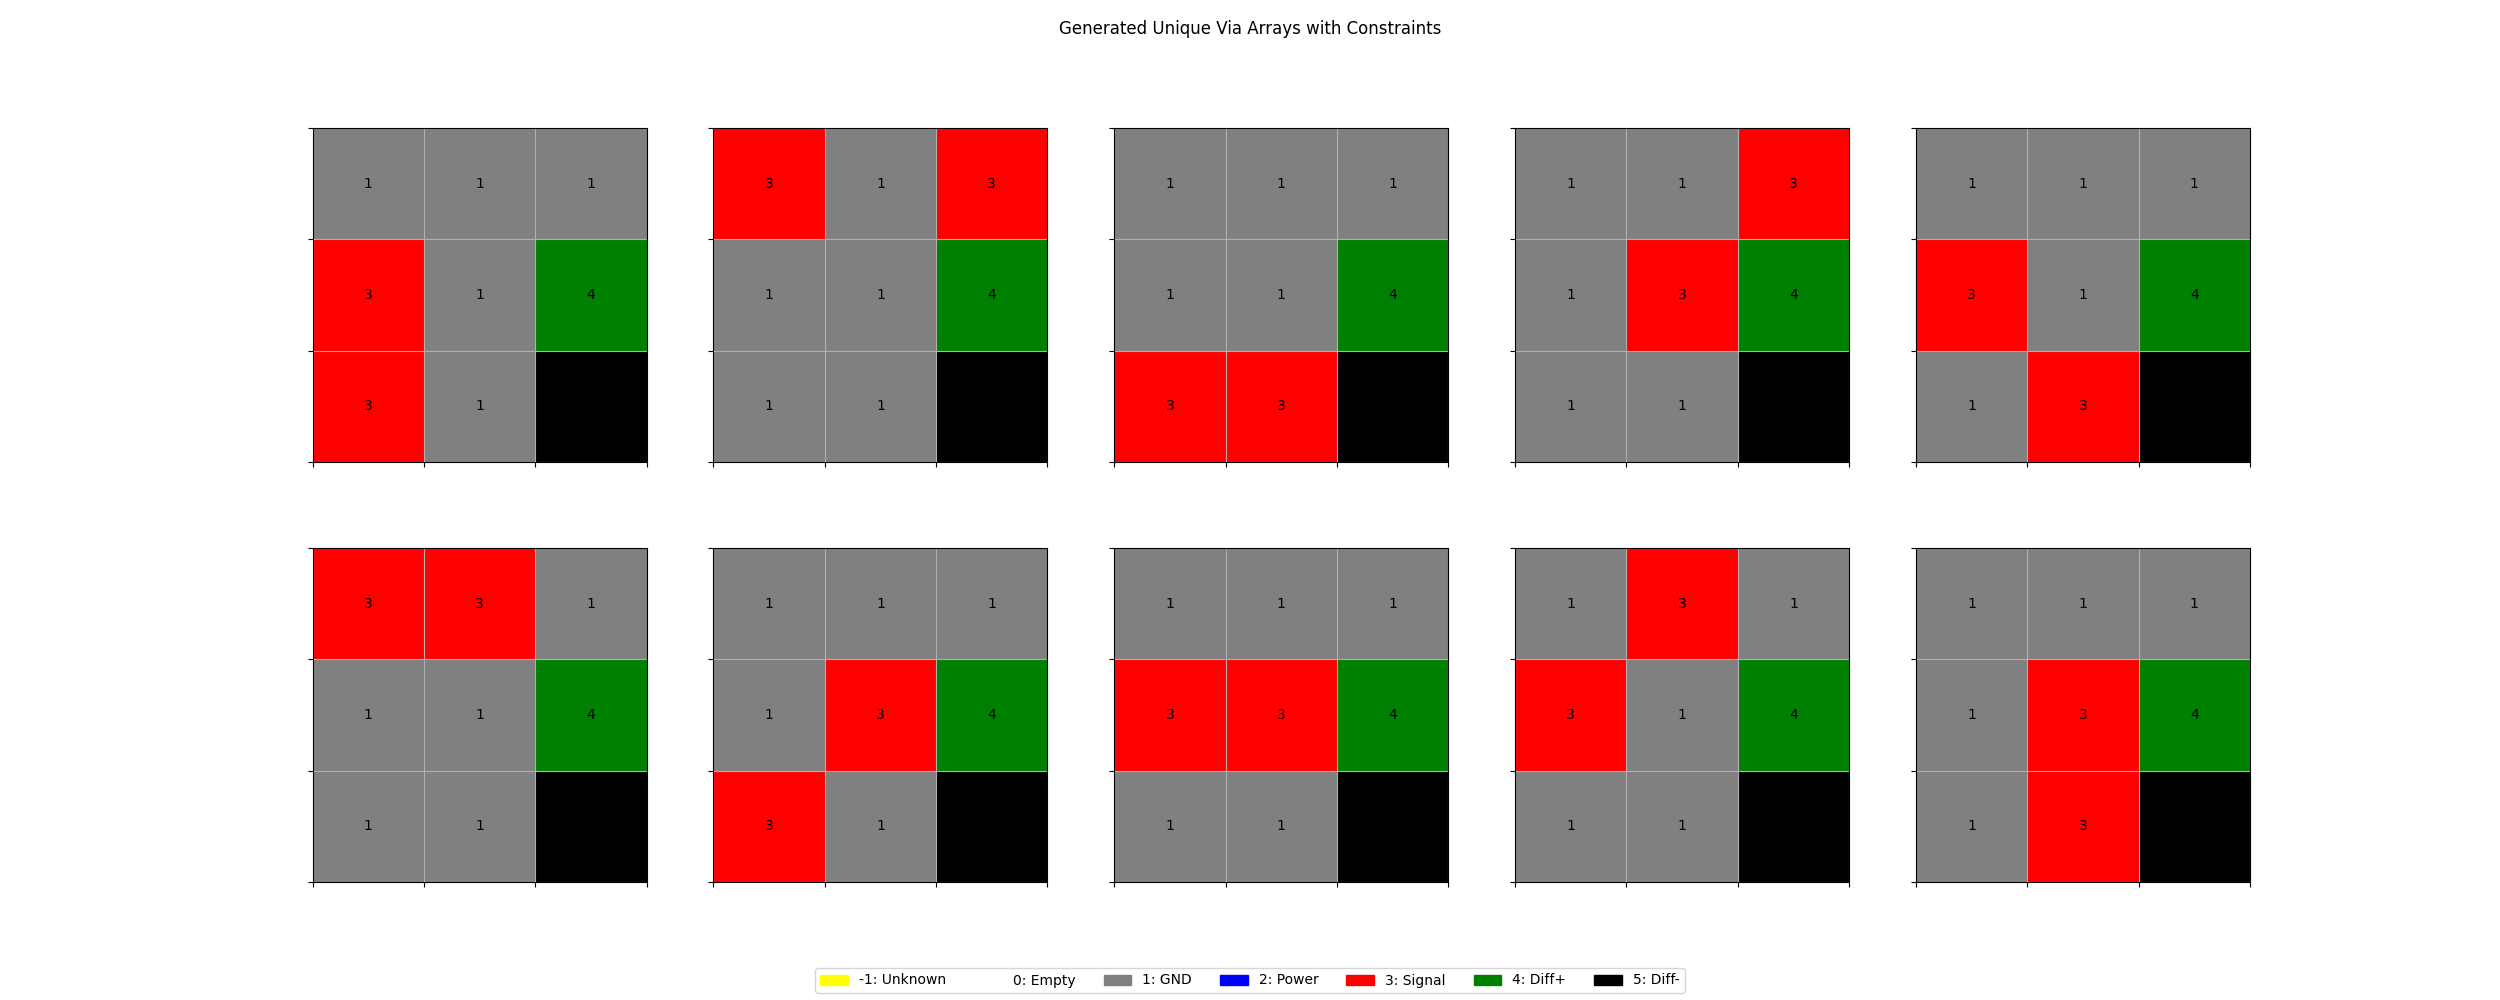 Generated Unique Via Arrays with Constraints
1 1 1 3 1 3 1 1 1 1 1 3 1 1 1
3 1 4 1 1 4 1 1 4 1 3 4 3 1 4
3 1 1 1 3 3 1 1 1 3
3 3 1 1 1 1 1 1 1 1 3 1 1 1 1
1 1 4 1 3 4 3 3 4 3 1 4 1 3 4
1 1 3 1 1 1 1 1 1 3
-1: Unknown 0: Empty 1: GND 2: Power 3: Signal 4: Diff+ 5: Diff-